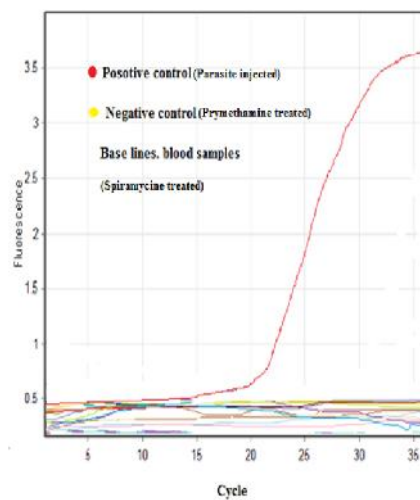 3.5
Posotive control (Parasite injected)
3
Negative control (Prymethamine treated)
Base lines. blood samples
(Spiramycine treated)
2.5
Fluorescence
2
1.5
1
0.5
5 10 15 20 25 30 35
Cycle